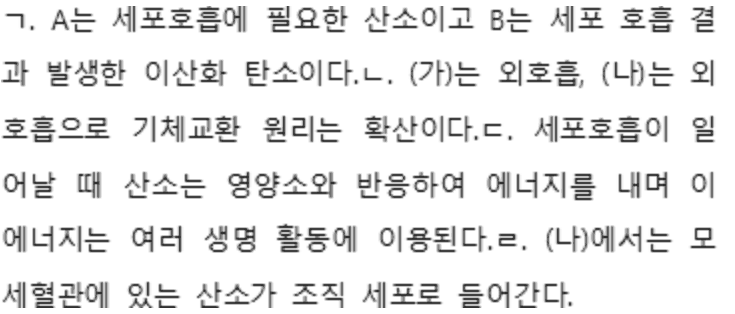 ㄱ. A는 세포호흡에 필요한 산소이고 B는 세포 호흡 결
과 발생한 이산화 탄소이다.ㄴ. (가)는 외호흡, (나)는 외
호흡으로 기체교환 원리는 확산이다.ㄷ. 세포호흡이 일
어날 때 산소는 영양소와 반응하여 에너지를 내며 이
에너지는 여러 생명 활동에 이용된다.ㄹ. (나)에서는 모
세혈관에 있는 산소가 조직 세포로 들어간다.